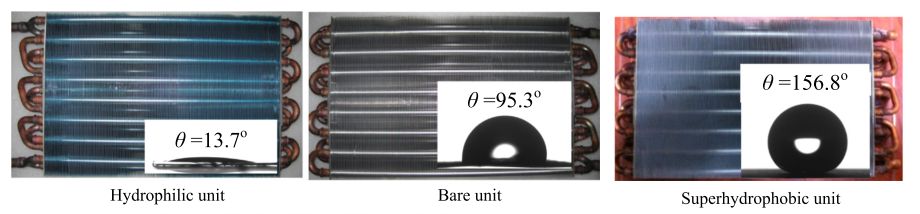 θ =13.7°
θ =95.3°
θ =156.8°
Hydrophilic unit
Bare unit
Superhydrophobic unit